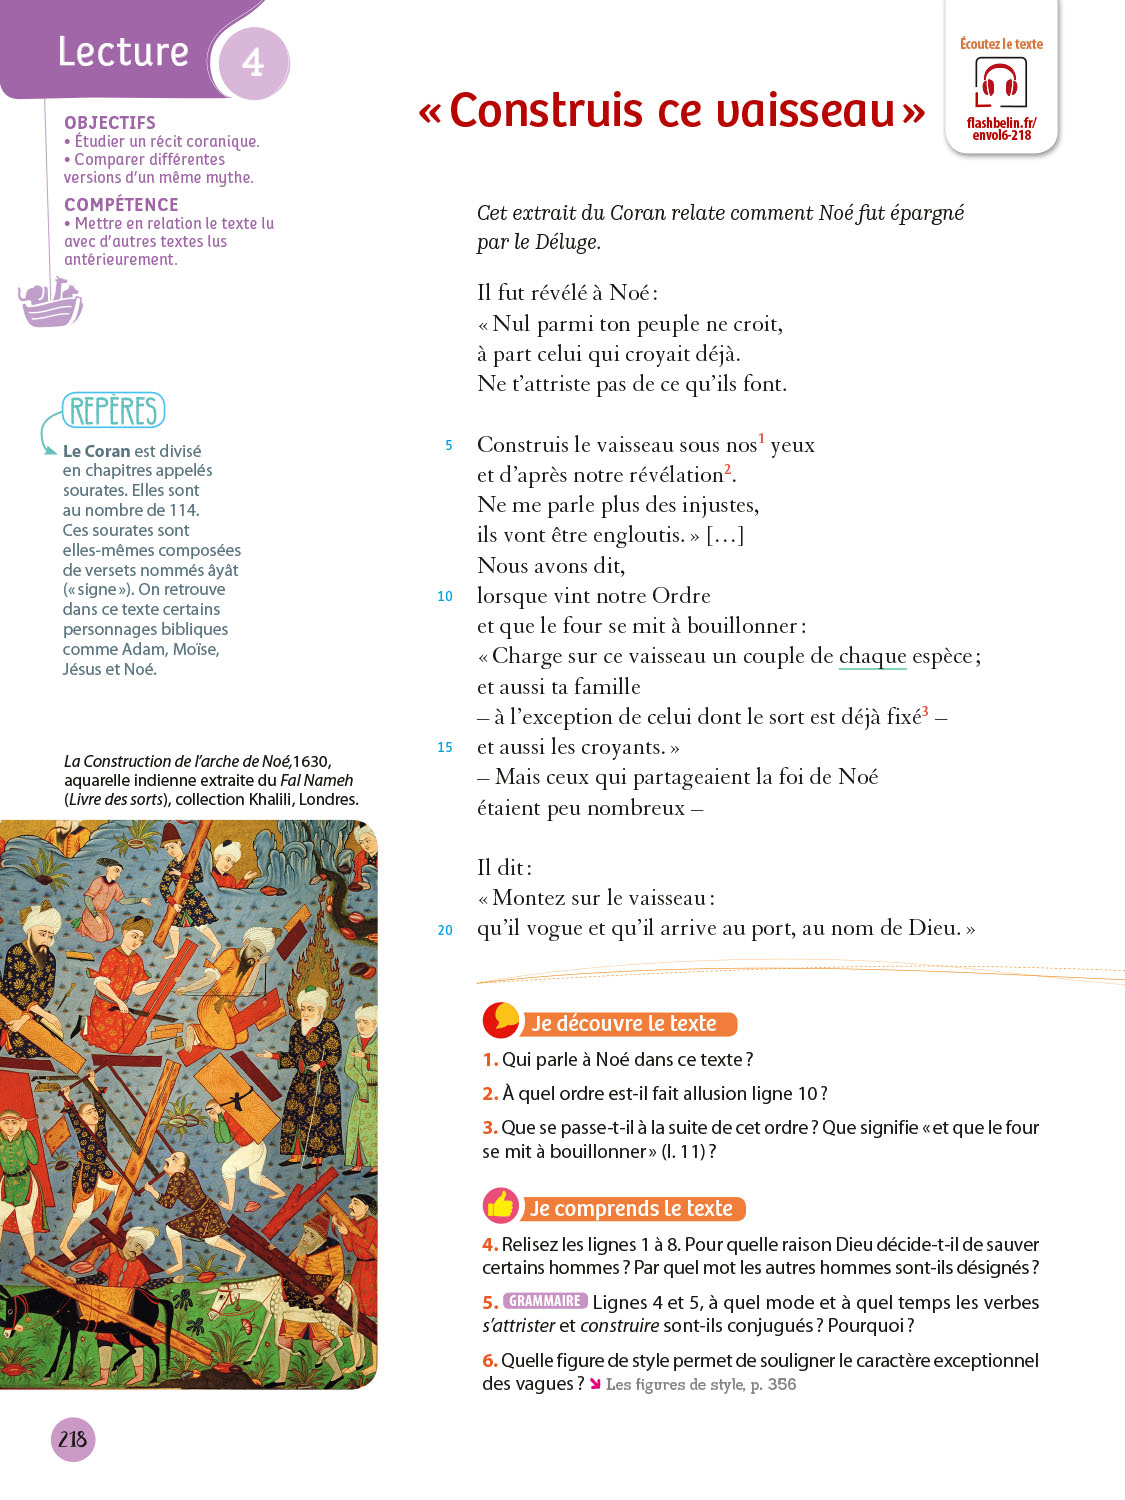 Lecture 4
OBJECTIFS
• Étudier un récit coranique.
• Comparer différentes
versions d'un même mythe.
COMPÉTENCE
• Mettre en relation le texte lu
avec d'autres textes lus
antérieurement.
Écoutez le texte
flashbelin.fr/
envol6-218
« Construis ce vaisseau »
Cet extrait du Coran relate comment Noé fut épargné
par le Déluge.
Il fut révélé à Noé :
« Nul parmi ton peuple ne croit,
à part celui qui croyait déjà.
Ne t'attriste pas de ce qu'ils font.
5 Construis le vaisseau sous nos1 yeux
et d'après notre révélation2.
Ne me parle plus des injustes,
ils vont être engloutis. » […]
Nous avons dit,
10 lorsque vint notre Ordre
et que le four se mit à bouillonner :
« Charge sur ce vaisseau un couple de chaque espèce ;
et aussi ta famille
– à l'exception de celui dont le sort est déjà fixé3 –
15 et aussi les croyants. »
– Mais ceux qui partageaient la foi de Noé
étaient peu nombreux –
Il dit :
« Montez sur le vaisseau :
20 qu'il vogue et qu'il arrive au port, au nom de Dieu. »
REPÈRES
Le Coran est divisé
en chapitres appelés
sourates. Elles sont
au nombre de 114.
Ces sourates sont
elles-mêmes composées
de versets nommés âyât
(« signe »). On retrouve
dans ce texte certains
personnages bibliques
comme Adam, Moïse,
Jésus et Noé.
La Construction de l'arche de Noé,1630,
aquarelle indienne extraite du Fal Nameh
(Livre des sorts), collection Khalili, Londres.
Je découvre le texte
1. Qui parle à Noé dans ce texte ?
2. À quel ordre est-il fait allusion ligne 10 ?
3. Que se passe-t-il à la suite de cet ordre ? Que signifie « et que le four
se mit à bouillonner » (l. 11) ?
Je comprends le texte
4. Relisez les lignes 1 à 8. Pour quelle raison Dieu décide-t-il de sauver
certains hommes ? Par quel mot les autres hommes sont-ils désignés ?
5. GRAMMAIRE Lignes 4 et 5, à quel mode et à quel temps les verbes
s'attrister et construire sont-ils conjugués ? Pourquoi ?
6. Quelle figure de style permet de souligner le caractère exceptionnel
des vagues ? ↘ Les figures de style, p. 356
218